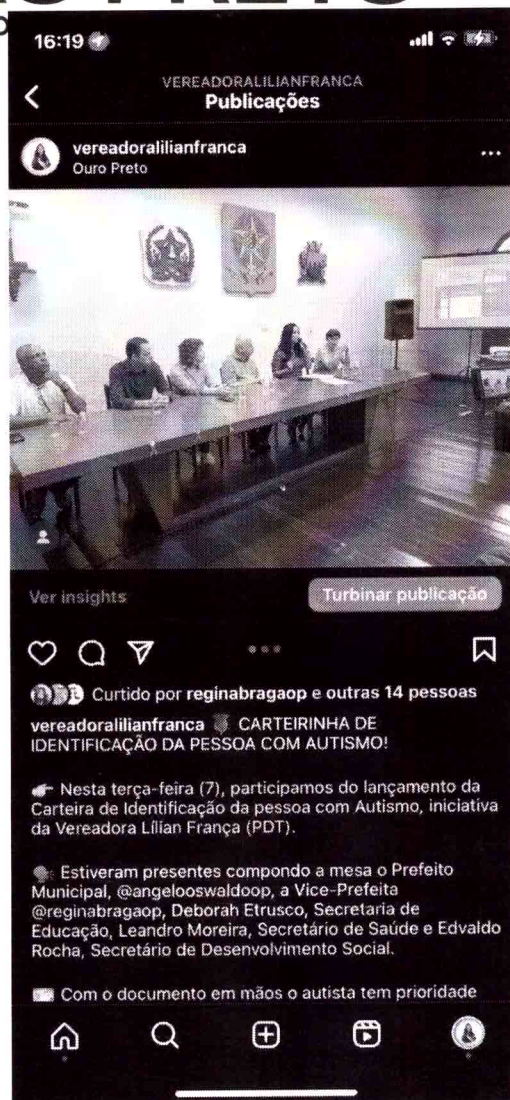 16:19
VEREADORALILIANFRANCA
Publicações
vereadoralilianfranca
Ouro Preto
Ver insights
Turbinar publicação
Curtido por reginabragaop e outras 14 pessoas
vereadoralilianfranca CARTEIRINHA DE
IDENTIFICAÇÃO DA PESSOA COM AUTISMO!
Nesta terça-feira (7), participamos do lançamento da
Carteira de Identificação da pessoa com Autismo, iniciativa
da Vereadora Lílian França (PDT).
Estiveram presentes compondo a mesa o Prefeito
Municipal, @angelooswaldoop, a Vice-Prefeita
@reginabragaop, Deborah Etrusco, Secretaria de
Educação, Leandro Moreira, Secretário de Saúde e Edvaldo
Rocha, Secretário de Desenvolvimento Social.
Com o documento em mãos o autista tem prioridade